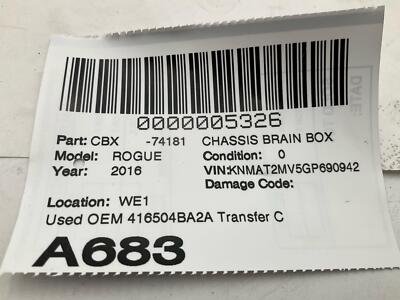 0000005326
Part: CBX -74181 CHASSIS BRAIN BOX
Model: ROGUE Condition: 0
Year: 2016 VIN:KNMAT2MV5GP690942
Damage Code:
Location: WE1
Used OEM 416504BA2A Transfer C
A683
DATE: